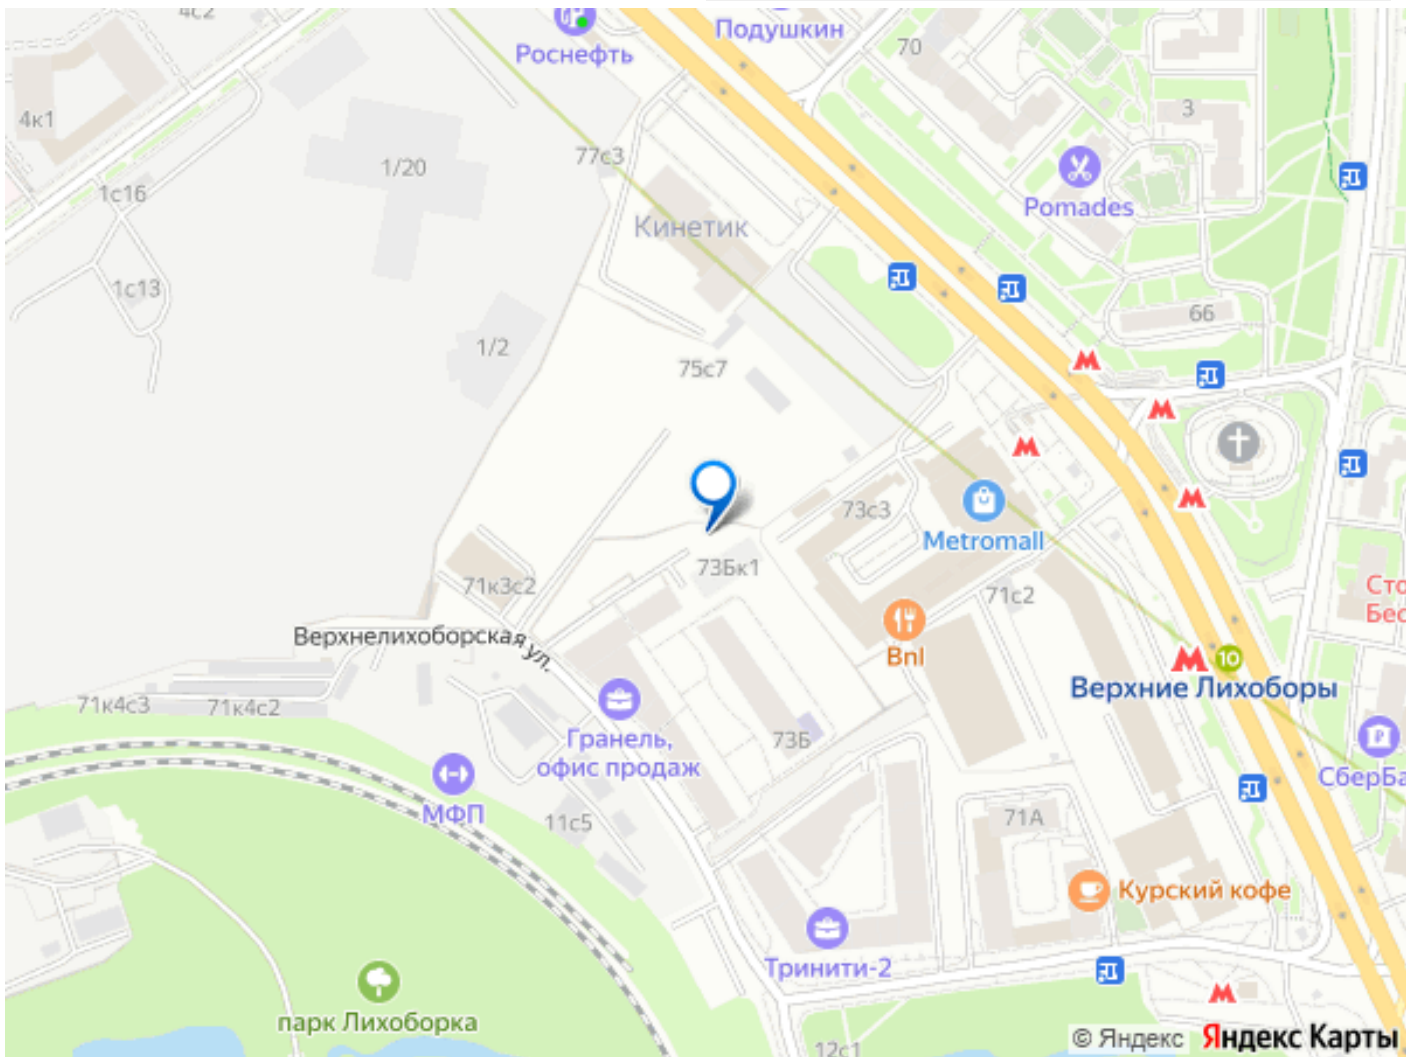 4с2
Роснефть
Подушкин
70
4к1
3
77с3
1/20
1с16
Pomades
Кинетик
1с13
66
1/2
75с7
73с3
Metromall
73Бк1
71к3с2
71с2
Сто
Бес
Верхнелихоборская ул.
Bnl
10
Верхние Лихоборы
71к4с3
71к4с2
Гранель,
офис продаж
73Б
СберБа
МФП
11с5
71А
Курский кофе
Тринити-2
парк Лихоборка
12с1
© Яндекс Яндекс Карты